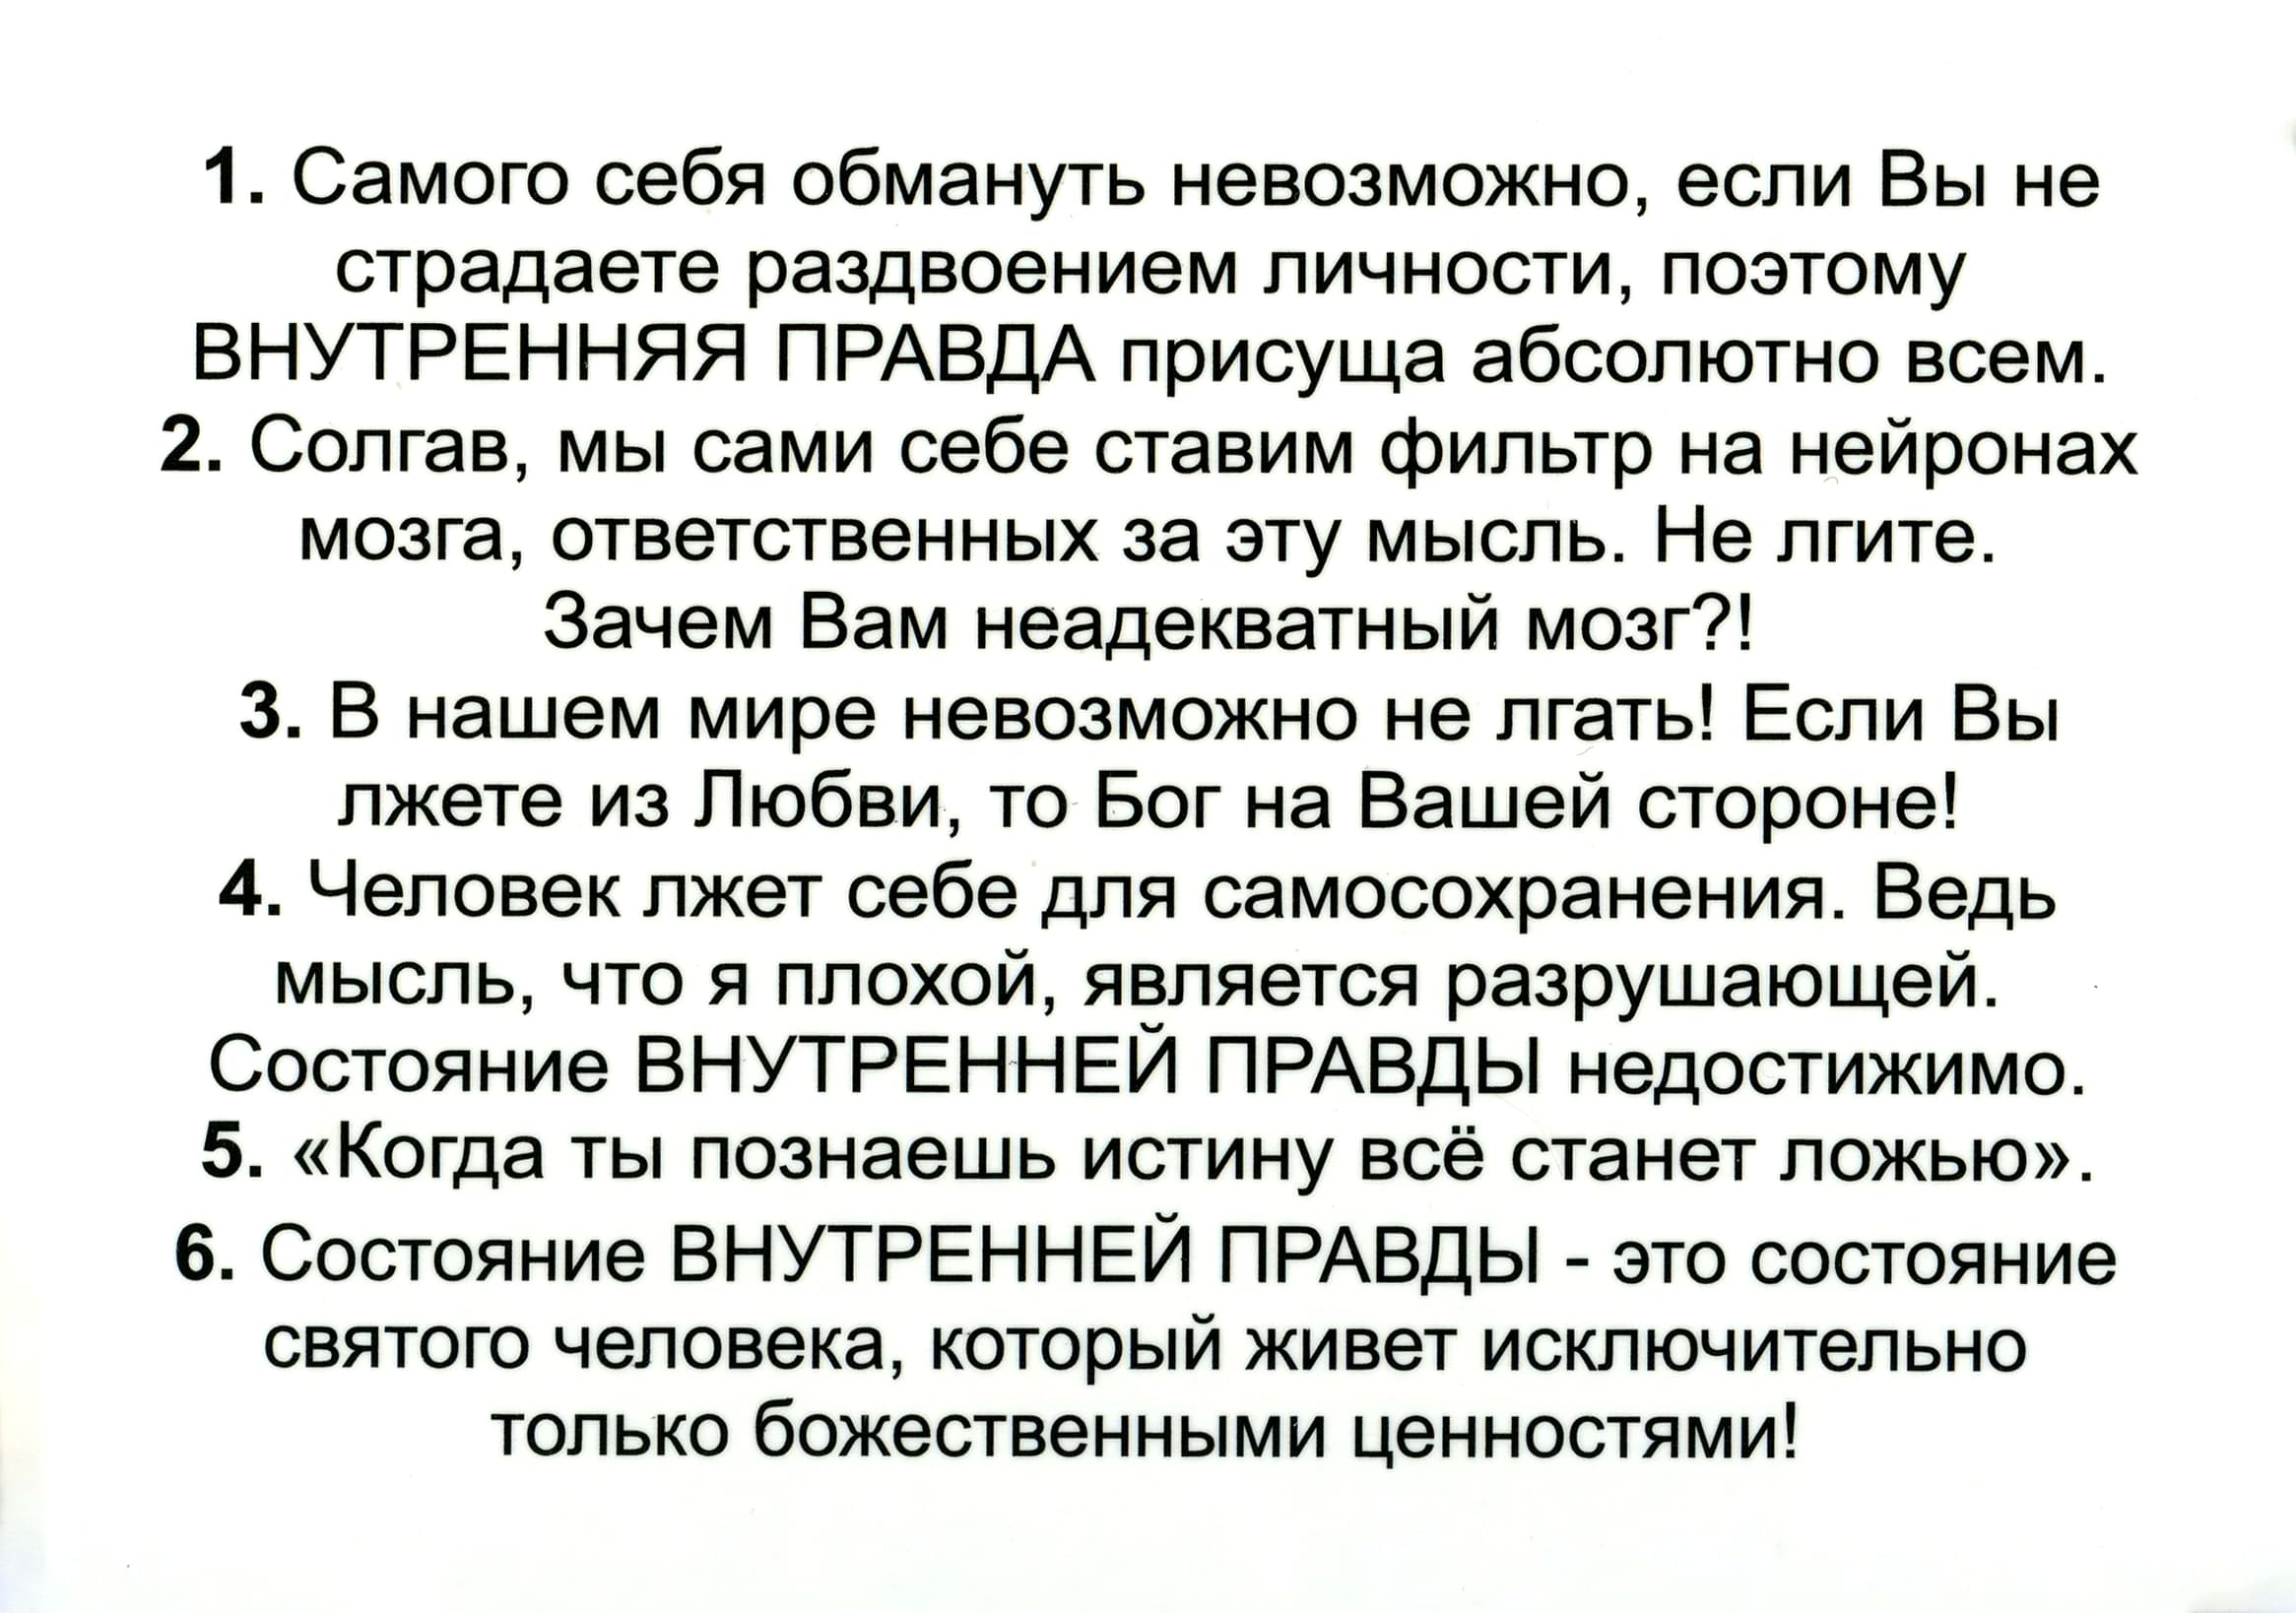 1. Самого себя обмануть невозможно, если Вы не
страдаете раздвоением личности, поэтому
ВНУТРЕННЯЯ ПРАВДА присуща абсолютно всем.
2. Солгав, мы сами себе ставим фильтр на нейронах
мозга, ответственных за эту мысль. Не лгите.
Зачем Вам неадекватный мозг?!
3. В нашем мире невозможно не лгать! Если Вы
лжете из Любви, то Бог на Вашей стороне!
4. Человек лжет себе для самосохранения. Ведь
мысль, что я плохой, является разрушающей.
Состояние ВНУТРЕННЕЙ ПРАВДЫ недостижимо.
5. «Когда ты познаешь истину всё станет ложью».
6. Состояние ВНУТРЕННЕЙ ПРАВДЫ - это состояние
святого человека, который живет исключительно
только божественными ценностями!